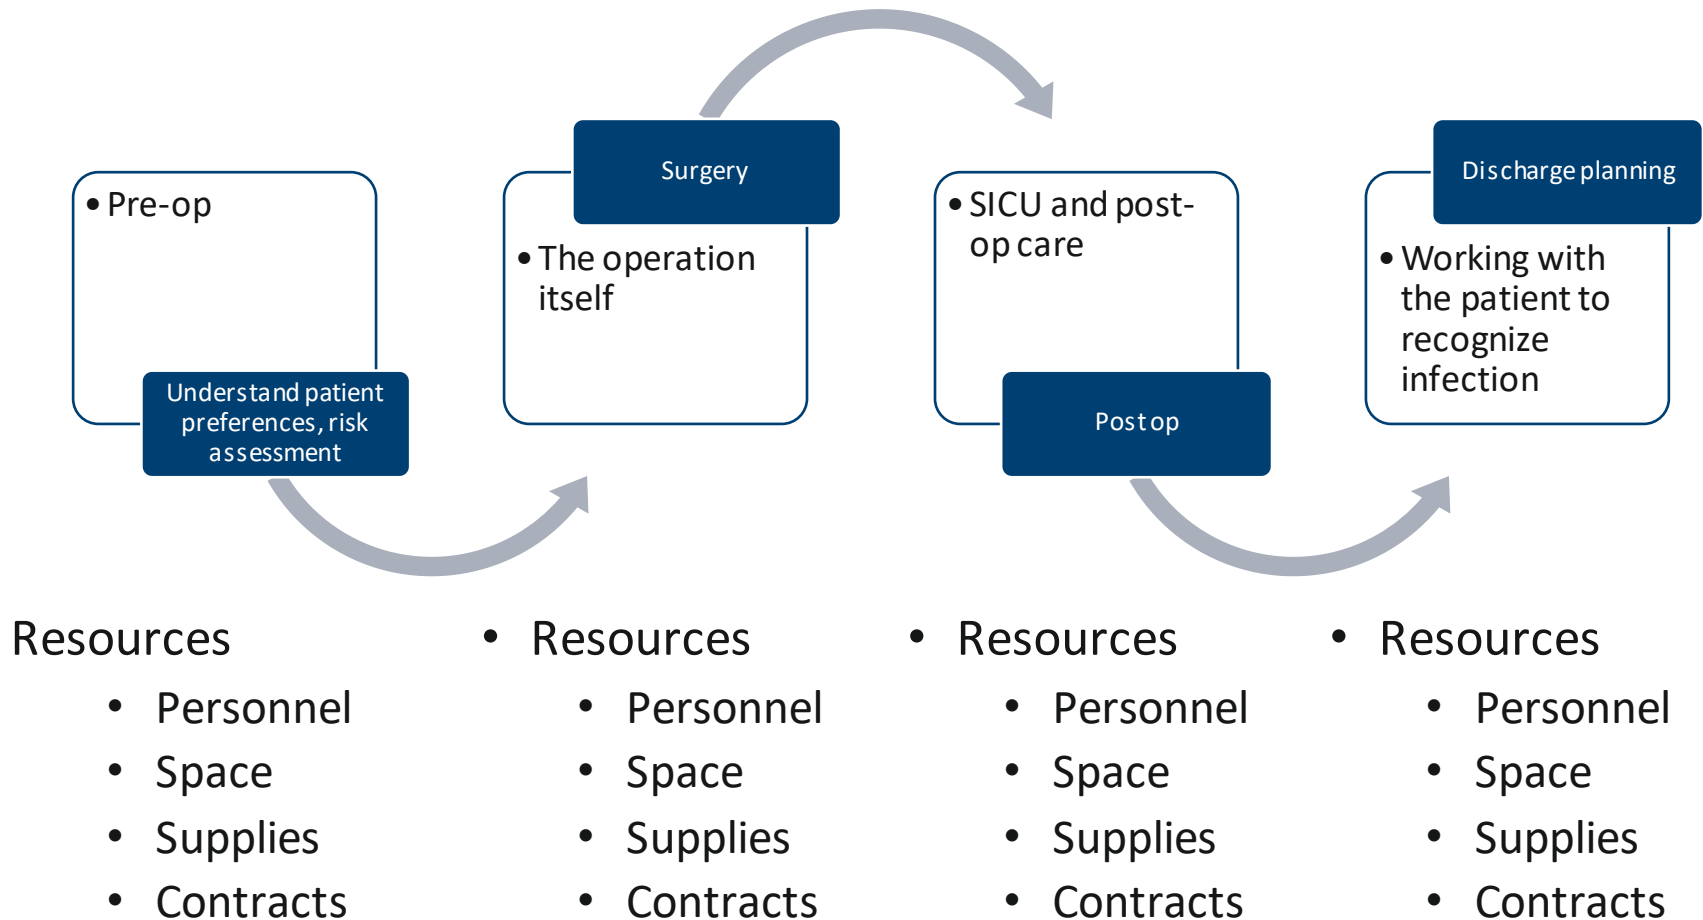 • Pre-op
Understand patient
preferences, risk
assessment
Surgery
• The operation
itself
• SICU and post-
op care
Post op
Discharge planning
• Working with
the patient to
recognize
infection
Resources
• Personnel
• Space
• Supplies
• Contracts
• Resources
• Personnel
• Space
• Supplies
• Contracts
• Resources
• Personnel
• Space
• Supplies
• Contracts
• Resources
• Personnel
• Space
• Supplies
• Contracts